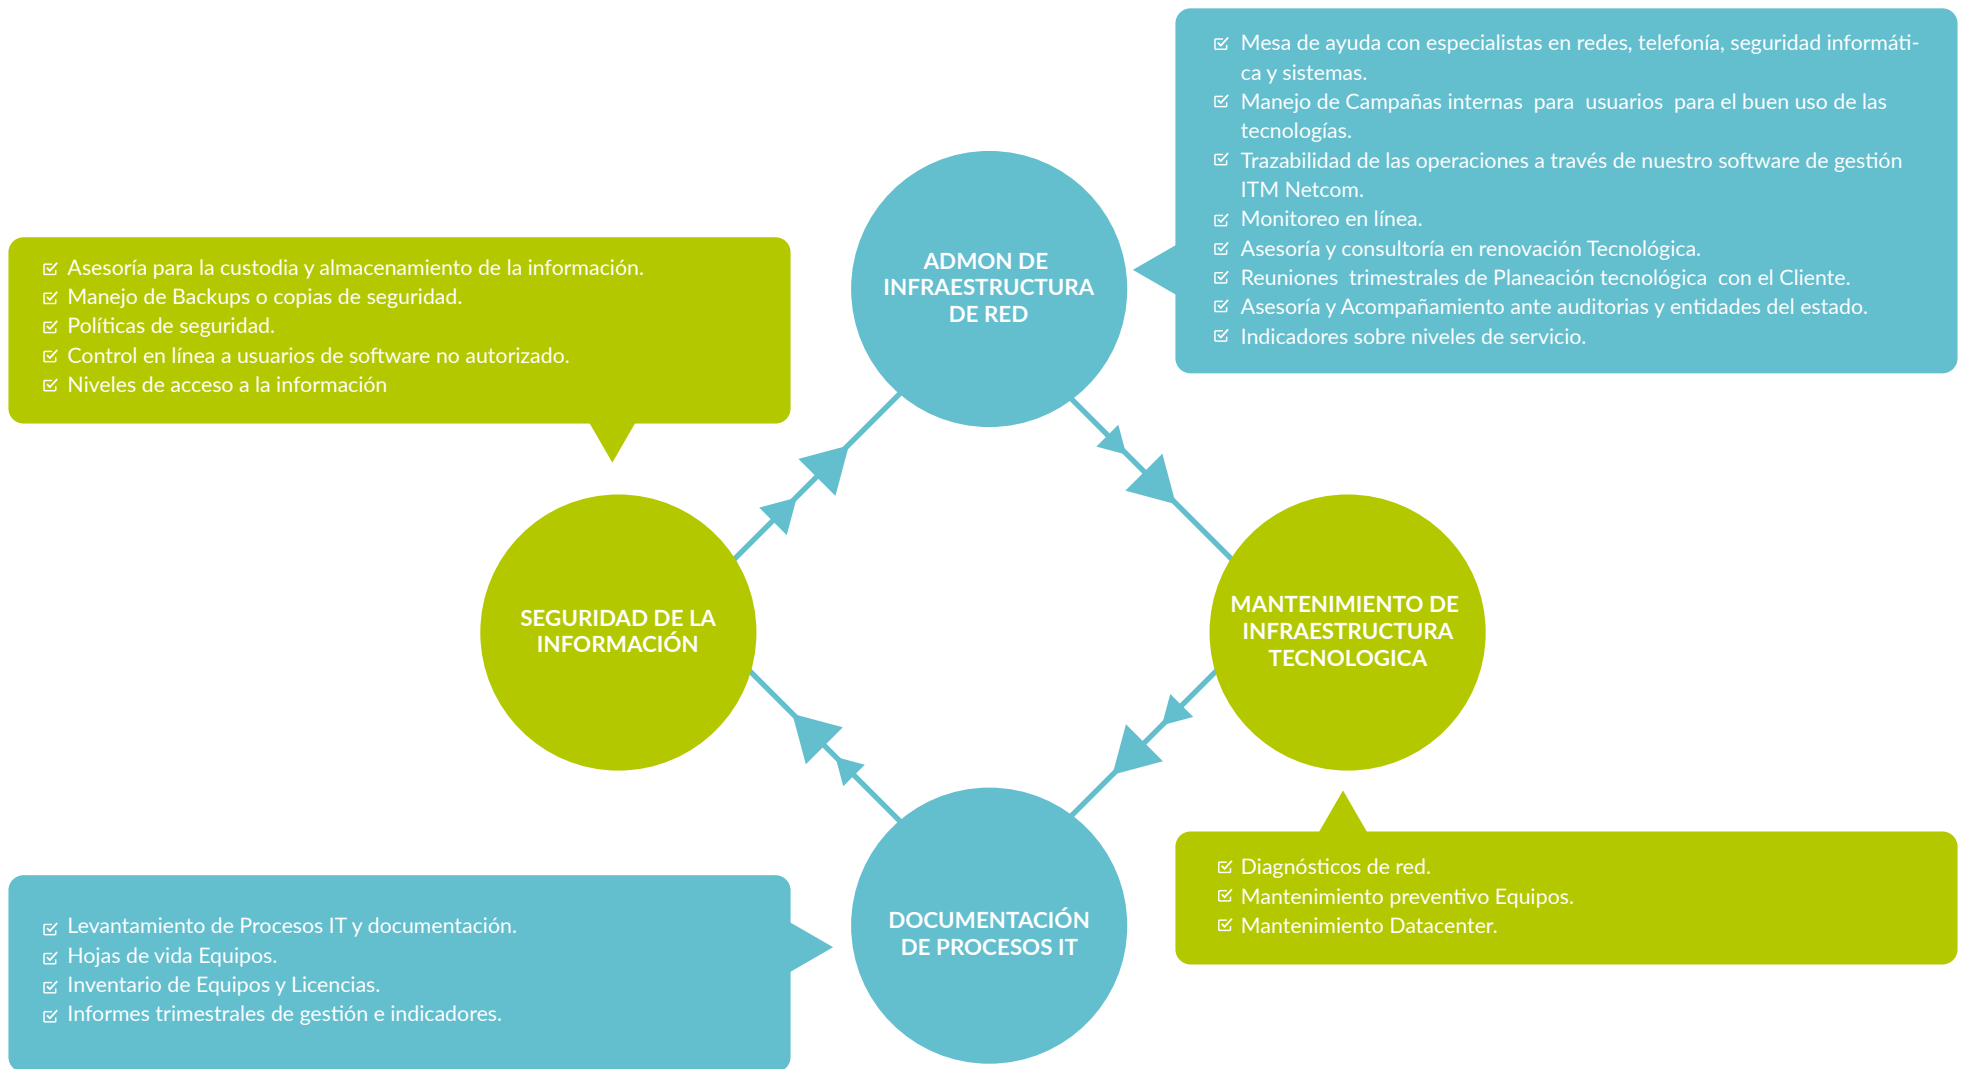 Mesa de ayuda con especialistas en redes, telefonía, seguridad informáti-
ca y sistemas.
Manejo de Campañas internas para usuarios para el buen uso de las
tecnologías.
Trazabilidad de las operaciones a través de nuestro software de gestión
ITM Netcom.
Monitoreo en línea.
Asesoría y consultoría en renovación Tecnológica.
Reuniones trimestrales de Planeación tecnológica con el Cliente.
Asesoría y Acompañamiento ante auditorias y entidades del estado.
Indicadores sobre niveles de servicio.
ADMON DE
INFRAESTRUCTURA
DE RED
Asesoría para la custodia y almacenamiento de la información.
Manejo de Backups o copias de seguridad.
Políticas de seguridad.
Control en línea a usuarios de software no autorizado.
Niveles de acceso a la información
SEGURIDAD DE LA
INFORMACIÓN
MANTENIMIENTO DE
INFRAESTRUCTURA
TECNOLOGICA
Diagnósticos de red.
Mantenimiento preventivo Equipos.
Mantenimiento Datacenter.
DOCUMENTACIÓN
DE PROCESOS IT
Levantamiento de Procesos IT y documentación.
Hojas de vida Equipos.
Inventario de Equipos y Licencias.
Informes trimestrales de gestión e indicadores.